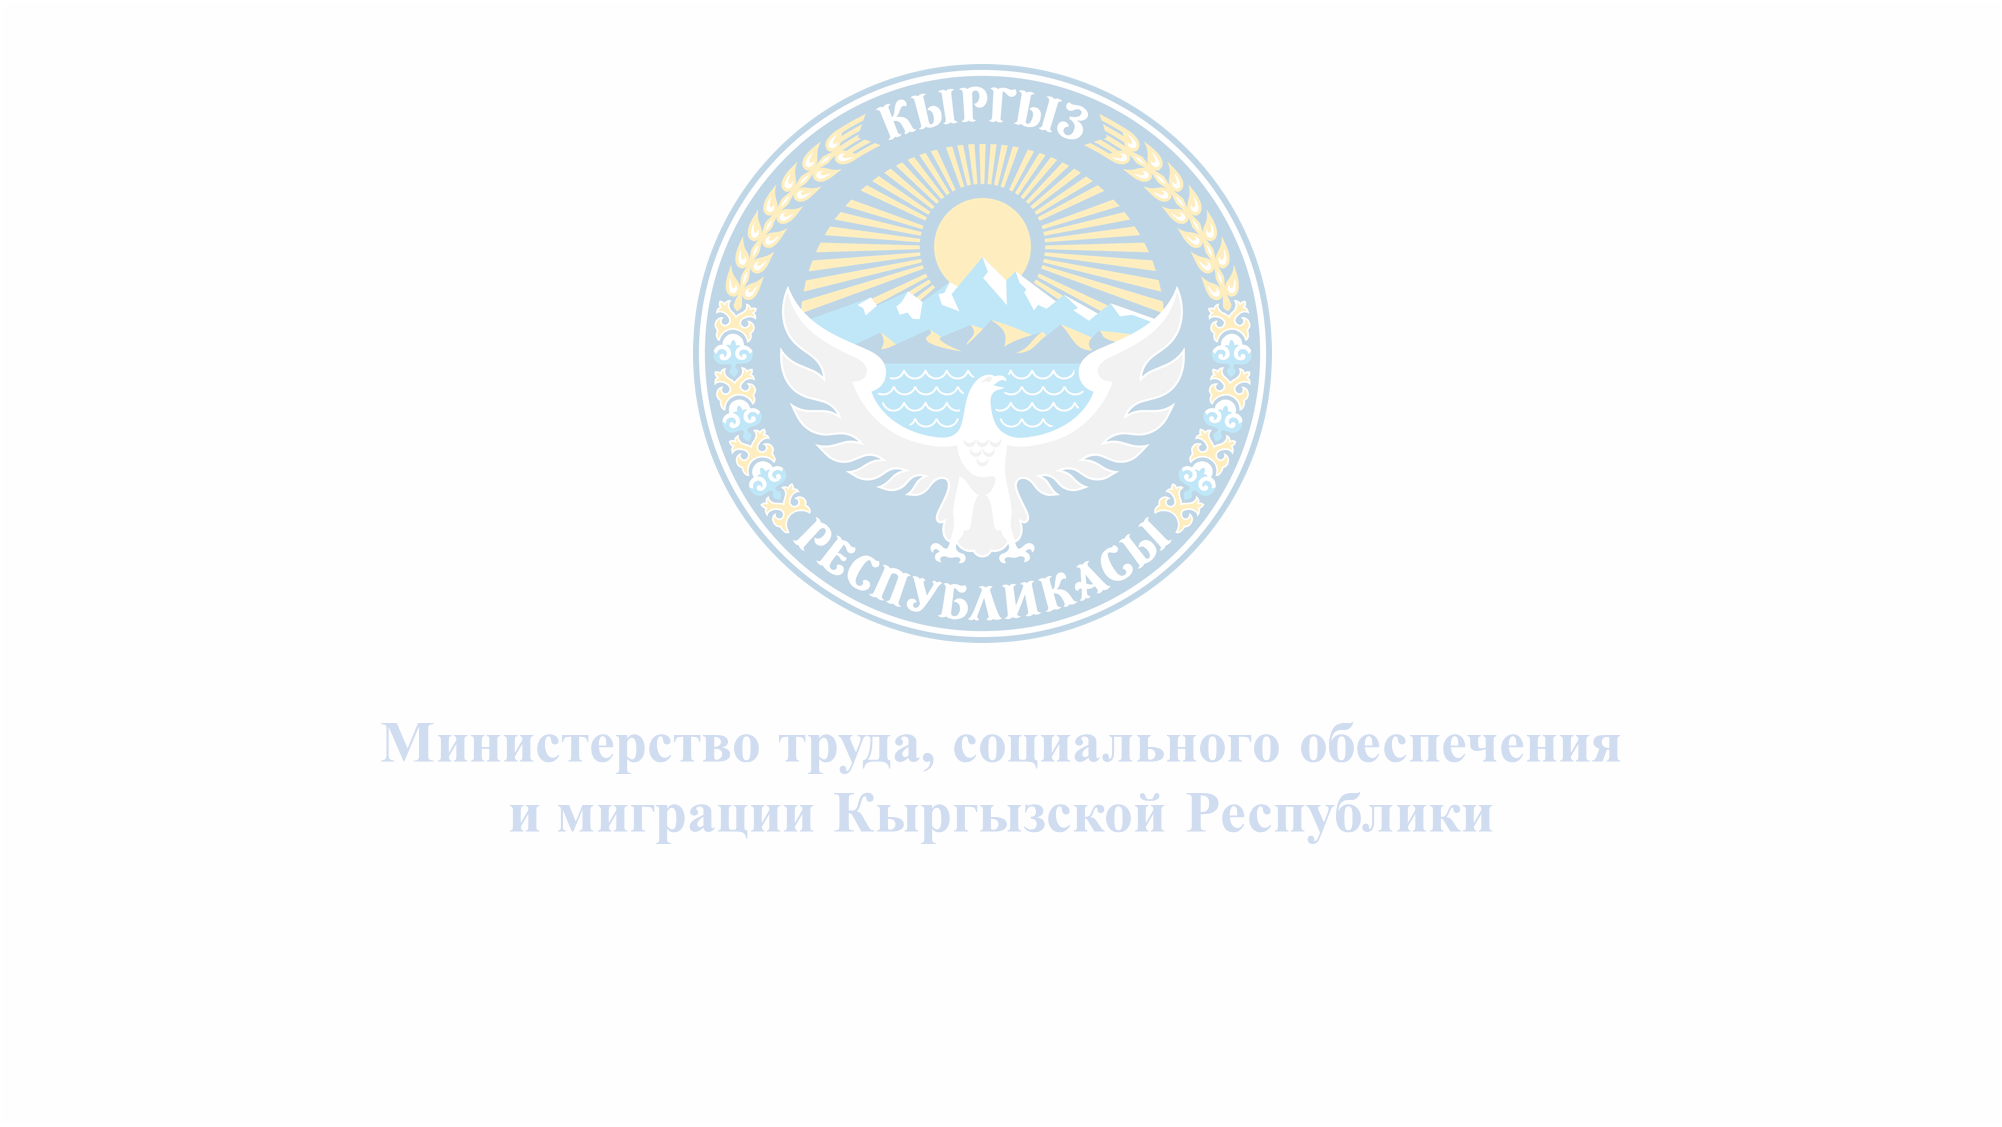 КЫРГЫЗ
РЕСПУБЛИКАСЫ
Министерство труда, социального обеспечения
и миграции Кыргызской Республики